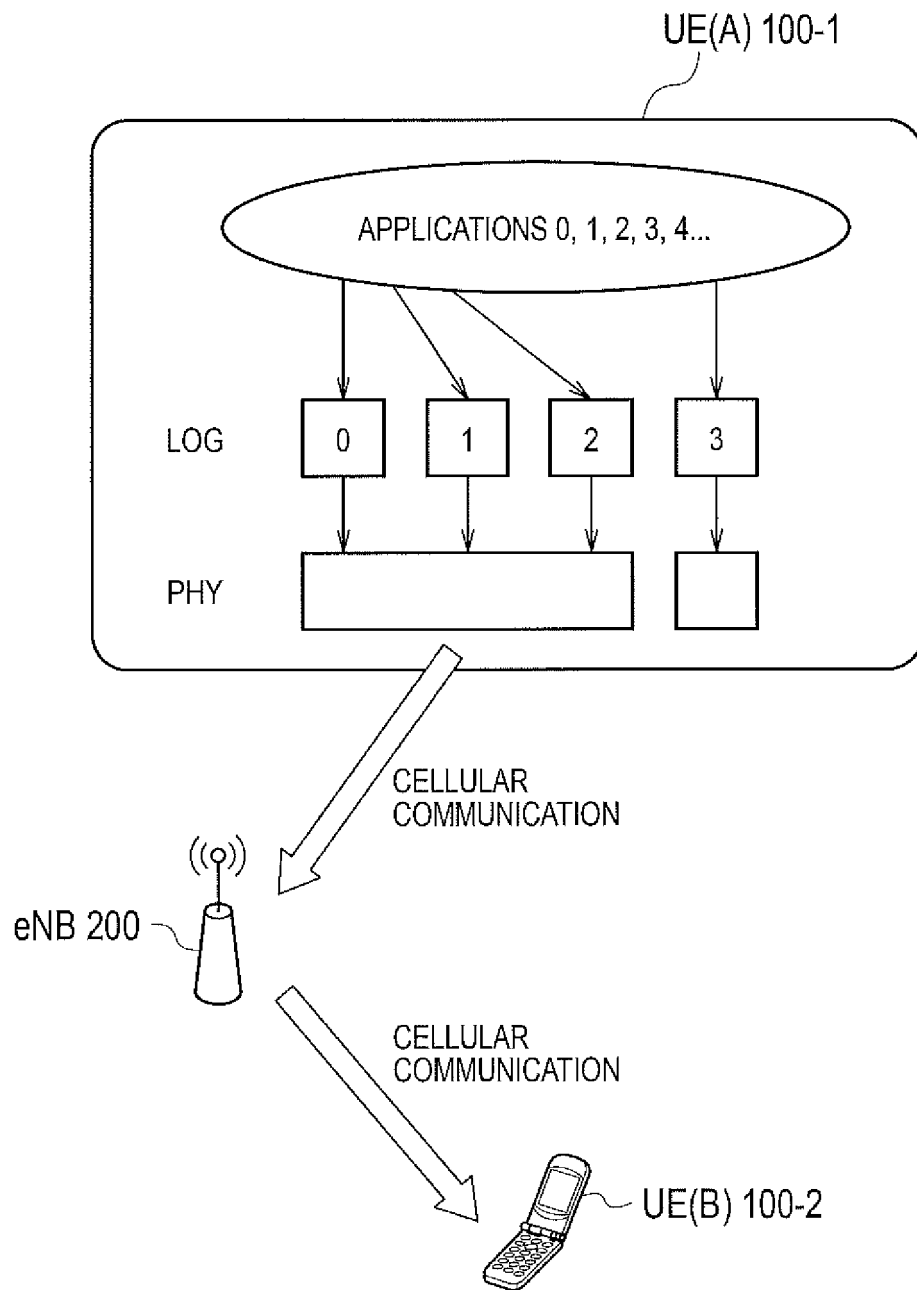 UE(A) 100-1
APPLICATIONS 0, 1, 2, 3, 4...
LOG
0
1
2
3
PHY
CELLULAR
COMMUNICATION
eNB 200
CELLULAR
COMMUNICATION
UE(B) 100-2